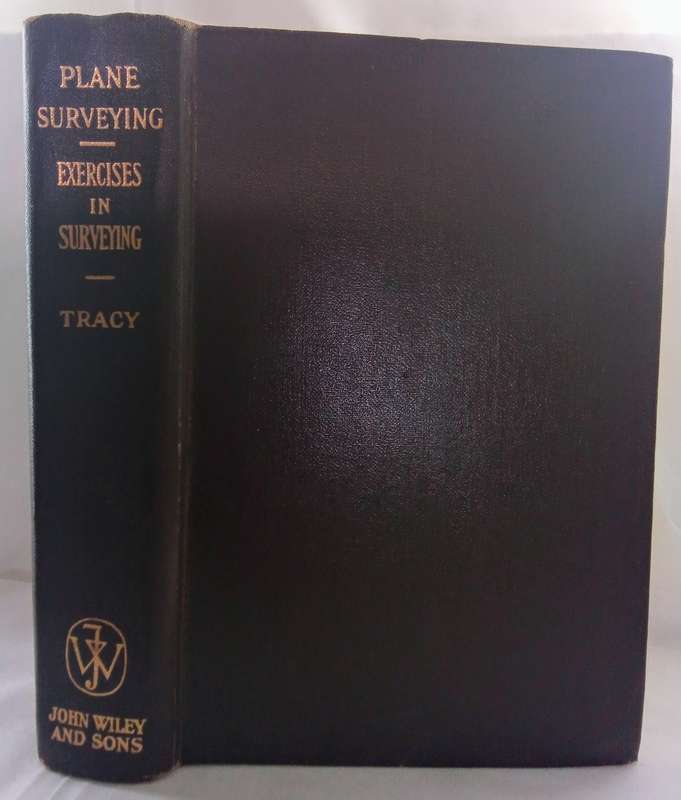 PLANE
SURVEYING
EXERCISES
IN
SURVEYING
TRACY
JW
JOHN WILEY
AND SONS